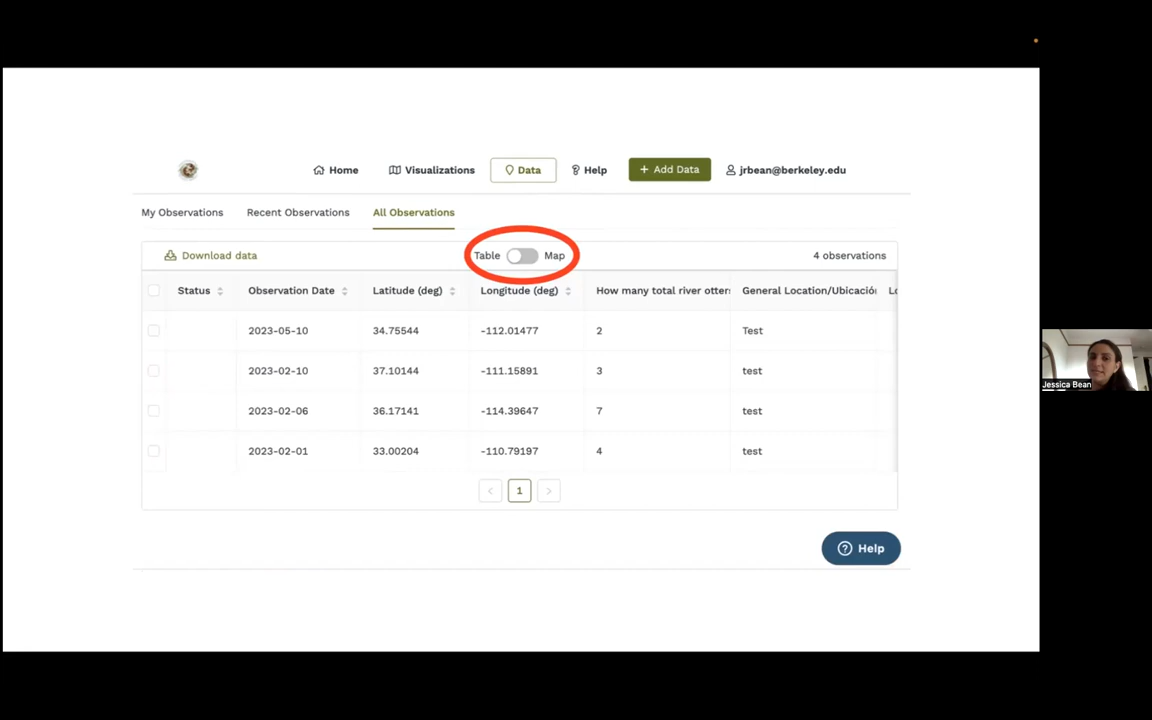 Home Visualizations Data Help + Add Data jrbean@berkeley.edu
My Observations Recent Observations All Observations
Download data Table Map 4 observations
Status Observation Date Latitude (deg) Longitude (deg) How many total river otters General Location/Ubicación
2023-05-10 34.75544 -112.01477 2 Test
2023-02-10 37.10144 -111.15891 3 test
2023-02-06 36.17141 -114.39647 7 test
2023-02-01 33.00204 -110.79197 4 test
< 1 >
Help
Jessica Bean